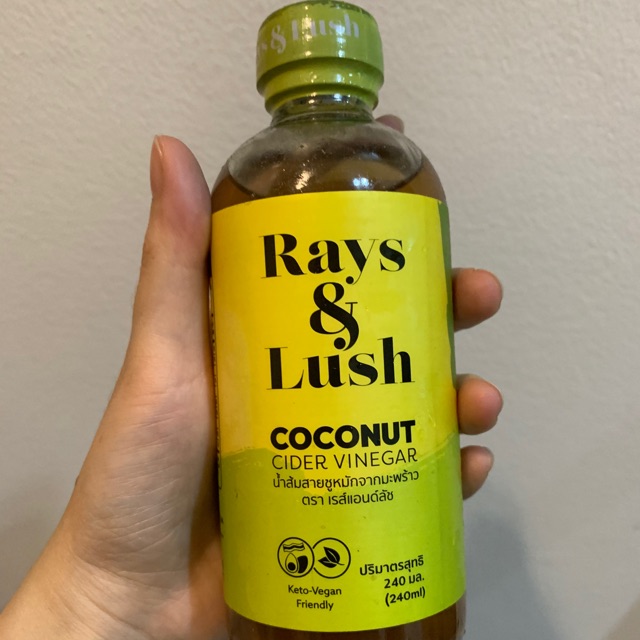 & Lush
Rays
&
Lush
COCONUT
CIDER VINEGAR
น้ำส้มสายชูหมักจากมะพร้าว
ตรา เรส์แอนด์ลัช
Keto-Vegan
Friendly
ปริมาตรสุทธิ
240 มล.
(240ml)